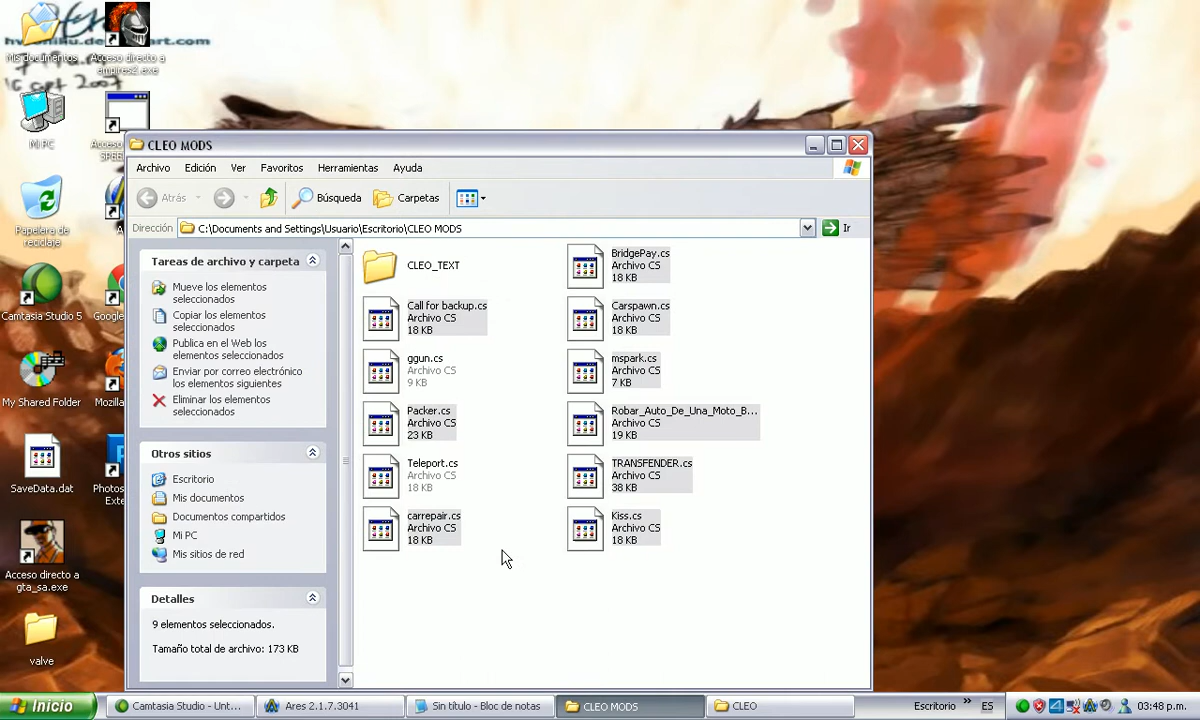 Mis documentos
Acceso directo a
empires2.exe
Mi PC
Papelera de
reciclaje
Camtasia Studio 5
Google
My Shared Folder
Mozilla
SaveData.dat
Photos
Exte
Acceso directo a
gta_sa.exe
valve
CLEO MODS
Archivo Edición Ver Favoritos Herramientas Ayuda
Atrás Búsqueda Carpetas
Dirección C:\Documents and Settings\Usuario\Escritorio\CLEO MODS Ir
Tareas de archivo y carpeta
Mueve los elementos
seleccionados
Copiar los elementos
seleccionados
Publica en el Web los
elementos seleccionados
Enviar por correo electrónico
los elementos siguientes
Eliminar los elementos
seleccionados
Otros sitios
Escritorio
Mis documentos
Documentos compartidos
Mi PC
Mis sitios de red
Detalles
9 elementos seleccionados.
Tamaño total de archivo: 173 KB
CLEO_TEXT
BridgePay.cs
Archivo CS
18 KB
Call for backup.cs
Archivo CS
18 KB
Carspawn.cs
Archivo CS
18 KB
ggun.cs
Archivo CS
9 KB
mspark.cs
Archivo CS
7 KB
Packer.cs
Archivo CS
23 KB
Robar_Auto_De_Una_Moto_B...
Archivo CS
19 KB
Teleport.cs
Archivo CS
18 KB
TRANSFENDER.cs
Archivo CS
38 KB
carrepair.cs
Archivo CS
18 KB
Kiss.cs
Archivo CS
18 KB
Inicio Camtasia Studio - Unt... Ares 2.1.7.3041 Sin título - Bloc de notas CLEO MODS CLEO Escritorio » ES 03:48 p.m.